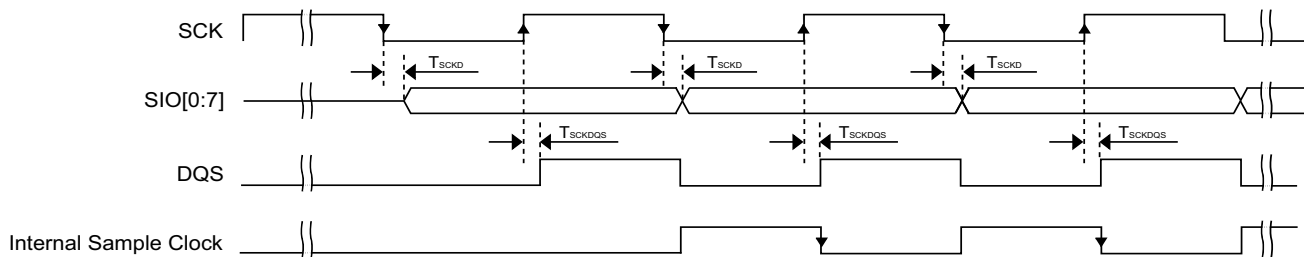 SCK
TSCKD TSCKD TSCKD
SIO[0:7]
TSCKDQS TSCKDQS TSCKDQS
DQS
Internal Sample Clock